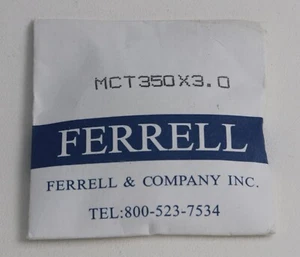 MCT350X3.0
FERRELL
FERRELL & COMPANY INC.
TEL:800-523-7534